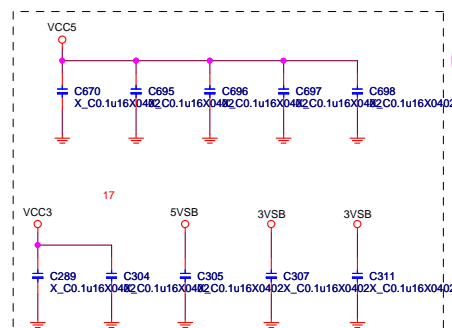 VCC5
C670 C695 C696 C697 C698
X_C0.1u16X0402 X_C0.1u16X0402 X_C0.1u16X0402 X_C0.1u16X0402 X_C0.1u16X0402
17
VCC3 5VSB 3VSB 3VSB
C289 C304 C305 C307 C311
X_C0.1u16X0402 X_C0.1u16X0402 X_C0.1u16X0402 X_C0.1u16X0402 X_C0.1u16X0402